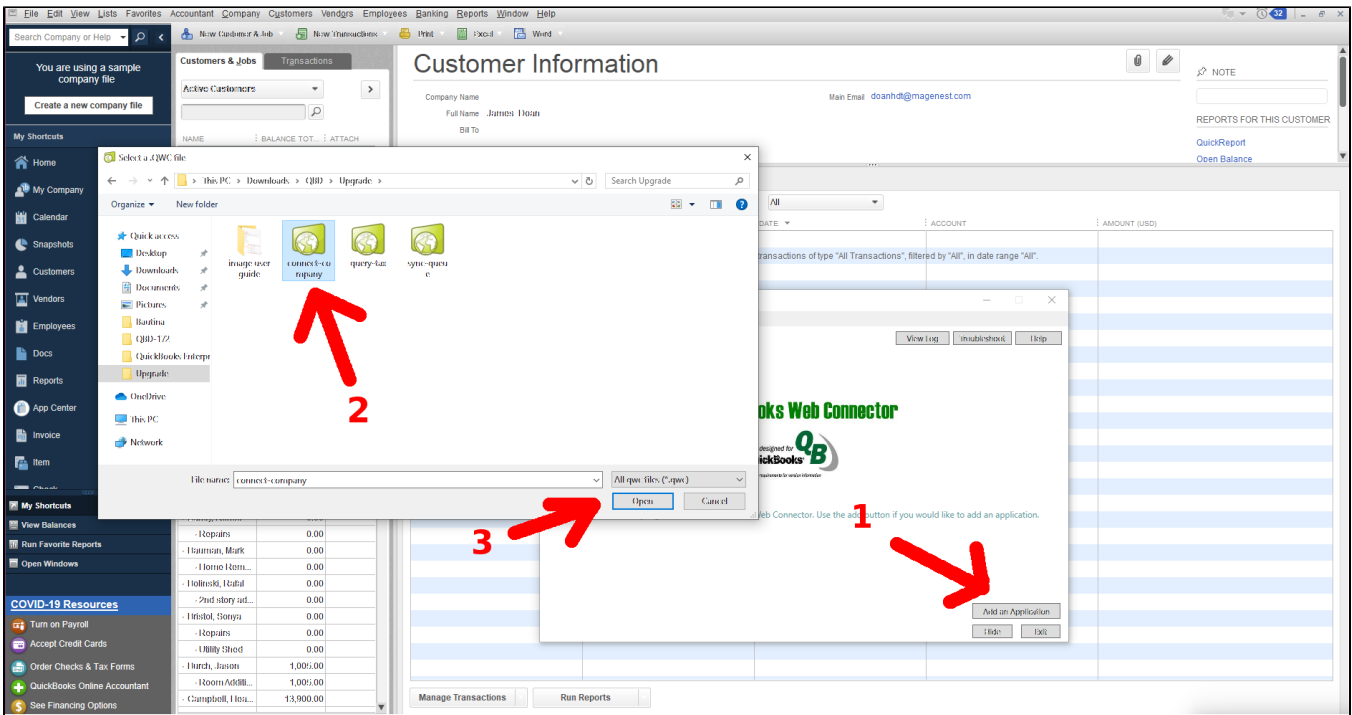 File Edit View Lists Favorites Accountant Company Customers Vendors Employees Banking Reports Window Help
32
Search Company or Help
New Customer & Job New Transactions Print Excel Word
You are using a sample
company file
Create a new company file
My Shortcuts
Home
My Company
Calendar
Snapshots
Customers
Vendors
Employees
Docs
Reports
App Center
Invoice
Item
My Shortcuts
View Balances
Run Favorite Reports
Open Windows
COVID-19 Resources
Turn on Payroll
Accept Credit Cards
Order Checks & Tax Forms
QuickBooks Online Accountant
See Financing Options
Customers & Jobs Transactions
Active Customers
NAME BALANCE TOT... ATTACH
Customer Information
Company Name
Full Name James Doan
Bill To
Main Email doanhdt@magenest.com
NOTE
REPORTS FOR THIS CUSTOMER
QuickReport
Open Balance
Select a .QWC file
This PC > Downloads > QBD > Upgrade >
Search Upgrade
Organize New folder
Quick access
Desktop
Downloads
Documents
Pictures
Bautina
QBD-1/2
QuickBooks Enterpr
Upgrade
OneDrive
This PC
Network
image user
guide
connect-co
mpany
query-tax
sync-queu
e
2
File name: connect-company
All qwc files (*.qwc)
Open Cancel
3
All
DATE ACCOUNT AMOUNT (USD)
transactions of type "All Transactions", filtered by "All", in date range "All".
View Log Troubleshoot Help
oks Web Connector
designed for
ickBooks
QB
Web Connector. Use the add button if you would like to add an application.
1
Add an Application
Hide Exit
- Repairs 0.00
- Bauman, Mark 0.00
- Home Rem... 0.00
- Bolinski, Rafal 0.00
- 2nd story ad... 0.00
- Bristol, Sonya 0.00
- Repairs 0.00
- Utility Shed 0.00
- Burch, Jason 1,005.00
- Room Additi... 1,005.00
- Campbell, Hea... 13,900.00
Manage Transactions Run Reports